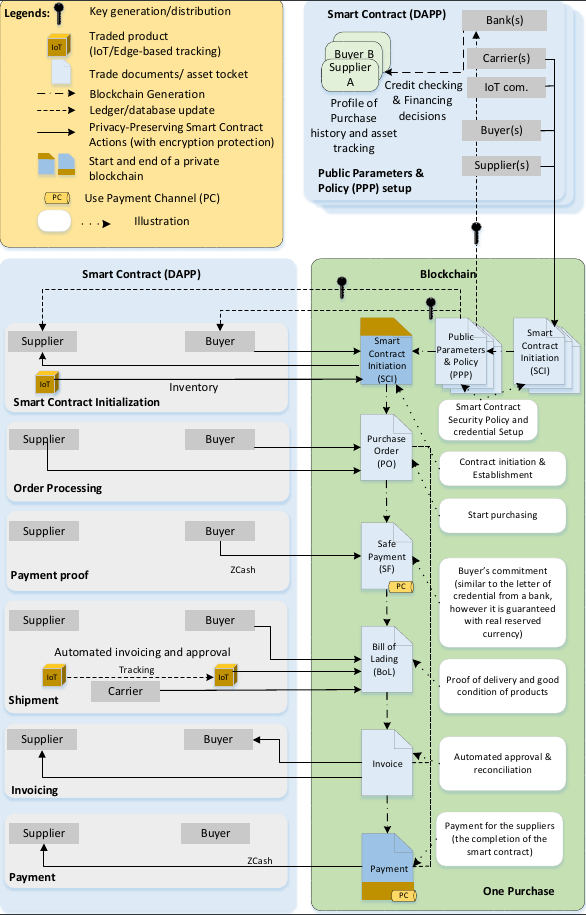 Legends:
Key generation/distribution
IoT
Traded product
(IoT/Edge-based tracking)
Trade documents/ asset tocket
Blockchain Generation
Ledger/database update
Privacy-Preserving Smart Contract
Actions (with encryption protection)
Start and end of a private
blockchain
PC
Use Payment Channel (PC)
Illustration
Smart Contract (DAPP)
Bank(s)
Carrier(s)
IoT com.
Buyer(s)
Supplier(s)
Buyer B
Supplier
A
Credit checking
& Financing
decisions
Profile of
Purchase
history and asset
tracking
Public Parameters &
Policy (PPP) setup
Smart Contract (DAPP)
Supplier
Buyer
IoT
Inventory
Smart Contract Initialization
Supplier
Buyer
Order Processing
Supplier
Buyer
ZCash
Payment proof
Supplier
Buyer
Automated invoicing and approval
IoT
Tracking
IoT
Carrier
Shipment
Supplier
Buyer
Invoicing
Supplier
Buyer
ZCash
Payment
Blockchain
Smart
Contract
Initiation
(SCI)
Public
Parameters
& Policy
(PPP)
Smart
Contract
Initiation
(SCI)
Smart Contract
Security Policy and
credential Setup
Purchase
Order
(PO)
Contract initiation &
Establishment
Start purchasing
Safe
Payment
(SF)
PC
Buyer's commitment
(similar to the letter of
credential from a bank,
however it is guaranteed
with real reserved
currency)
Bill of
Lading
(BoL)
Proof of delivery and good
condition of products
Invoice
Automated approval &
reconciliation
Payment
PC
Payment for the suppliers
(the completion of the
smart contract)
One Purchase